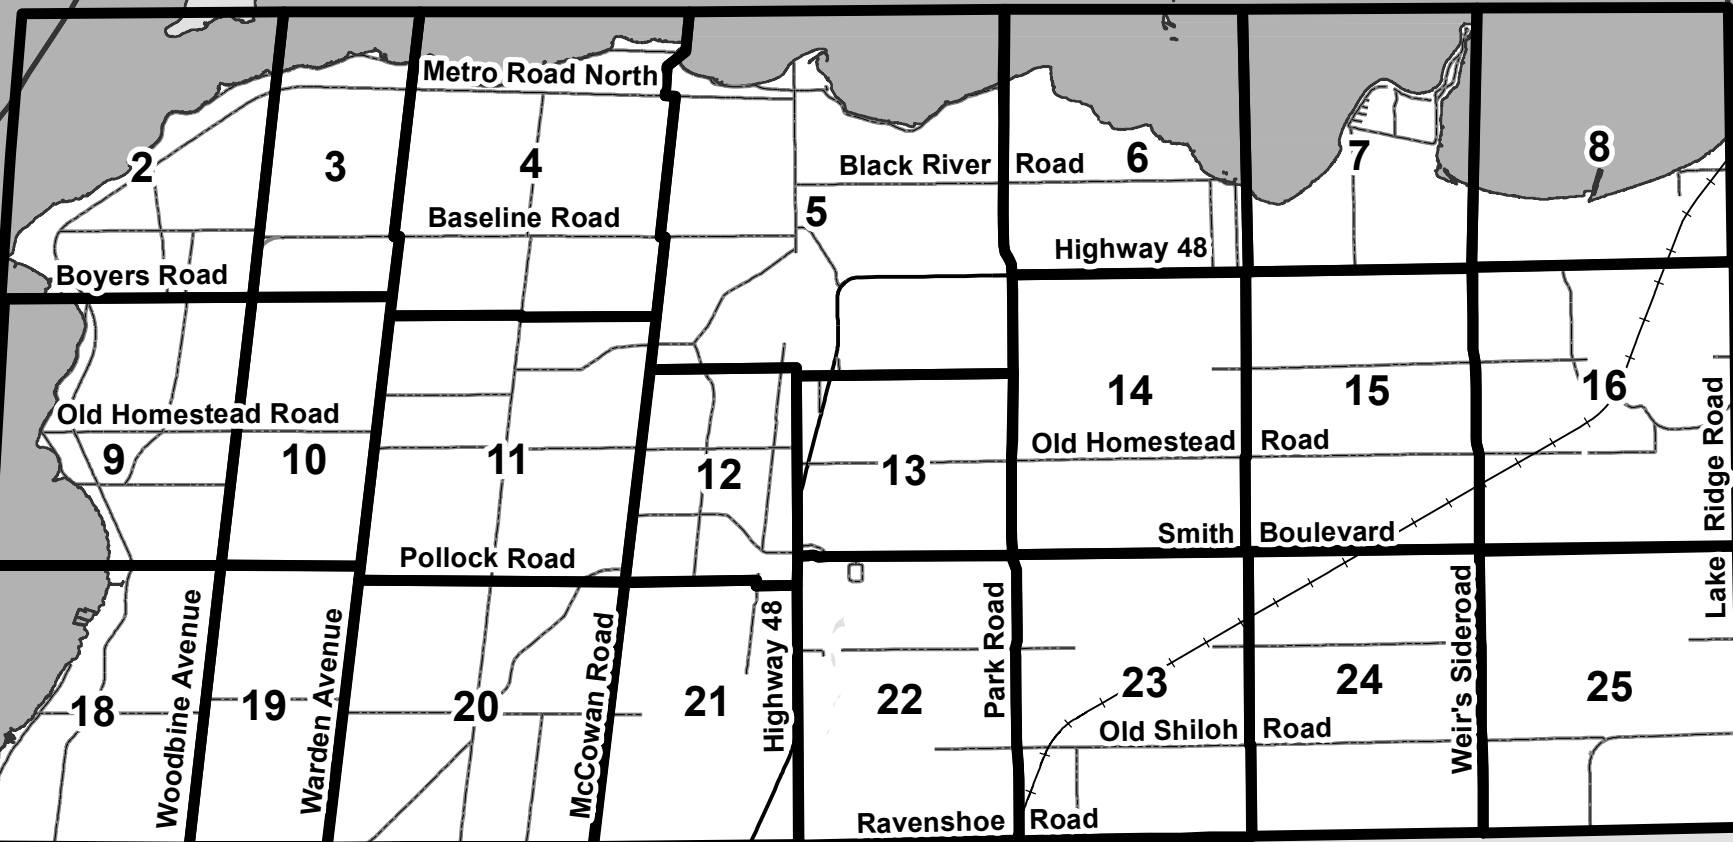 Metro Road North
2
3
4
Black River Road
6
7
8
5
Baseline Road
Highway 48
Boyers Road
14
15
16
Old Homestead Road
Old Homestead Road
9
10
11
12
13
Lake Ridge Road
Smith Boulevard
Pollock Road
Woodbine Avenue
Warden Avenue
McCowan Road
Highway 48
Park Road
Weir's Sideroad
18
19
20
21
22
23
24
25
Old Shiloh Road
Ravenshoe Road